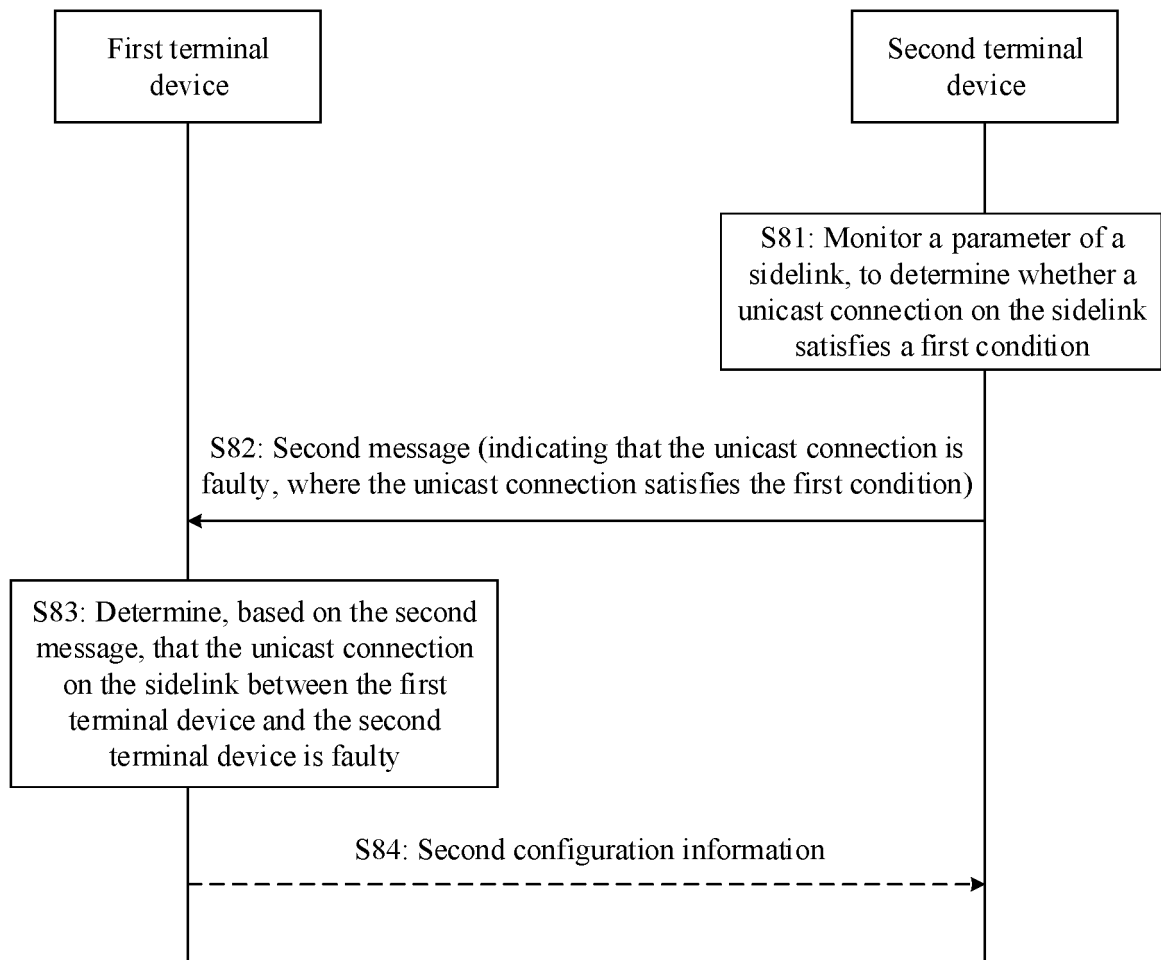 First terminal
device
Second terminal
device
S81: Monitor a parameter of a
sidelink, to determine whether a
unicast connection on the sidelink
satisfies a first condition
S82: Second message (indicating that the unicast connection is
faulty, where the unicast connection satisfies the first condition)
S83: Determine, based on the second
message, that the unicast connection
on the sidelink between the first
terminal device and the second
terminal device is faulty
S84: Second configuration information